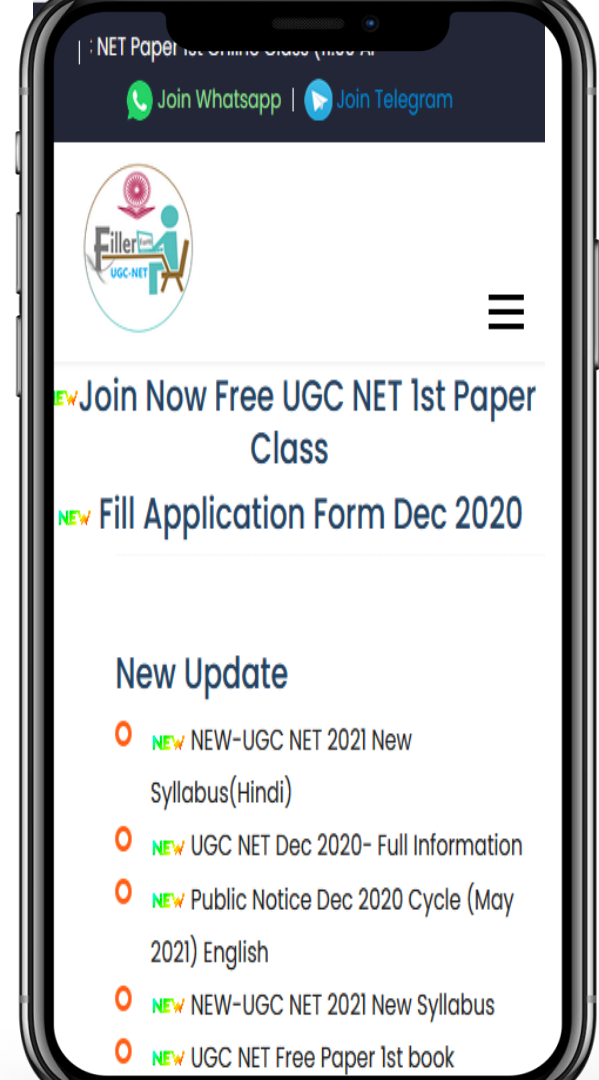 : NET Paper 1st Online Class (11:00 A
Join Whatsapp | Join Telegram
Filler Form
UGC-NET
NEW Join Now Free UGC NET 1st Paper
Class
NEW Fill Application Form Dec 2020
New Update
NEW NEW-UGC NET 2021 New
Syllabus(Hindi)
NEW UGC NET Dec 2020- Full Information
NEW Public Notice Dec 2020 Cycle (May
2021) English
NEW NEW-UGC NET 2021 New Syllabus
NEW UGC NET Free Paper 1st book